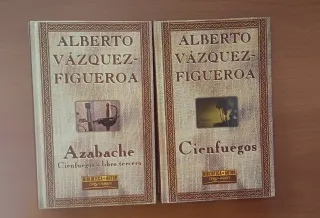 ALBERTO
VÁZQUEZ-
FIGUEROA
Azabache
Cienfuegos - libro tercero
ALBERTO
VÁZQUEZ-
FIGUEROA
Cienfuegos